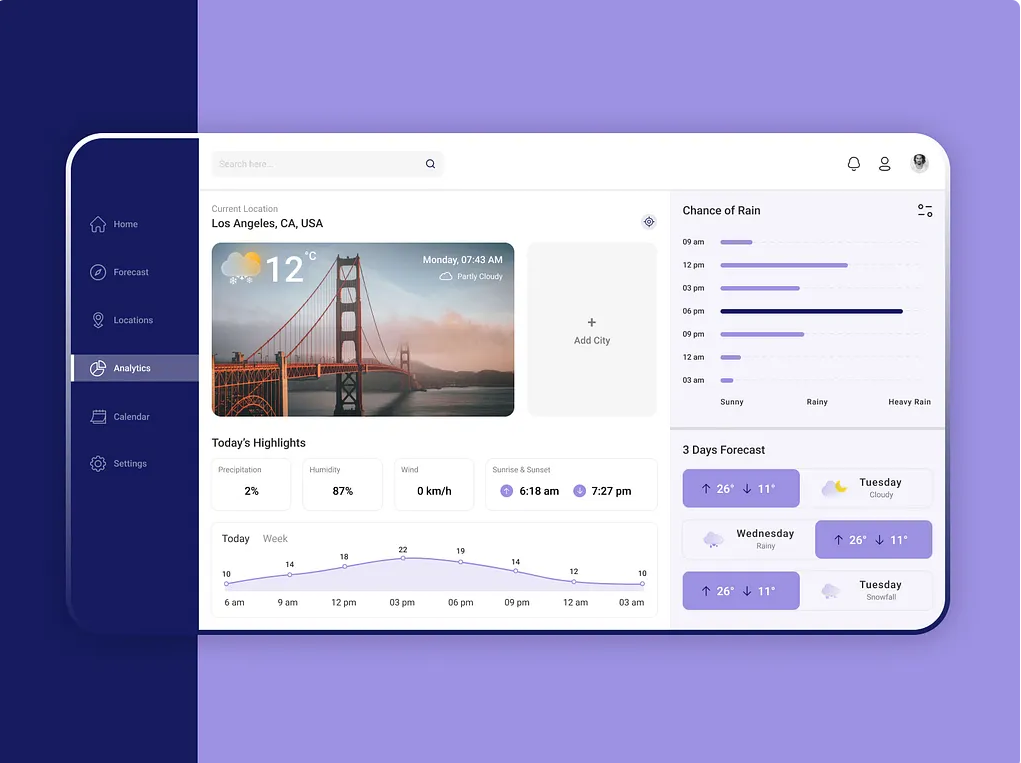 Search here...
Home
Forecast
Locations
Analytics
Calendar
Settings
Current Location
Los Angeles, CA, USA
12 °C
Monday, 07:43 AM
Partly Cloudy
+
Add City
Today's Highlights
Precipitation
2%
Humidity
87%
Wind
0 km/h
Sunrise & Sunset
↑ 6:18 am ↓ 7:27 pm
Today Week
10 14 18 22 19 14 12 10
6 am 9 am 12 pm 03 pm 06 pm 09 pm 12 am 03 am
Chance of Rain
09 am
12 pm
03 pm
06 pm
09 pm
12 am
03 am
Sunny Rainy Heavy Rain
3 Days Forecast
↑ 26° ↓ 11°
Tuesday
Cloudy
Wednesday
Rainy
↑ 26° ↓ 11°
↑ 26° ↓ 11°
Tuesday
Snowfall